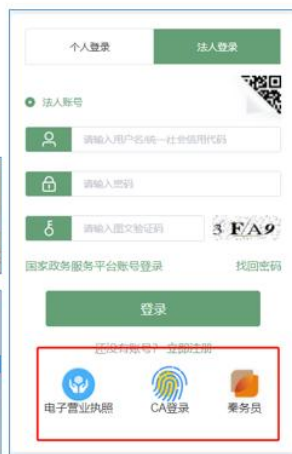 个人登录 法人登录
法人账号
请输入用户名/统一社会信用代码
请输入密码
请输入图文验证码 3FA9
国家政务服务平台账号登录 找回密码
登录
还没有账号? 立即注册
电子营业执照 CA登录 秦务员